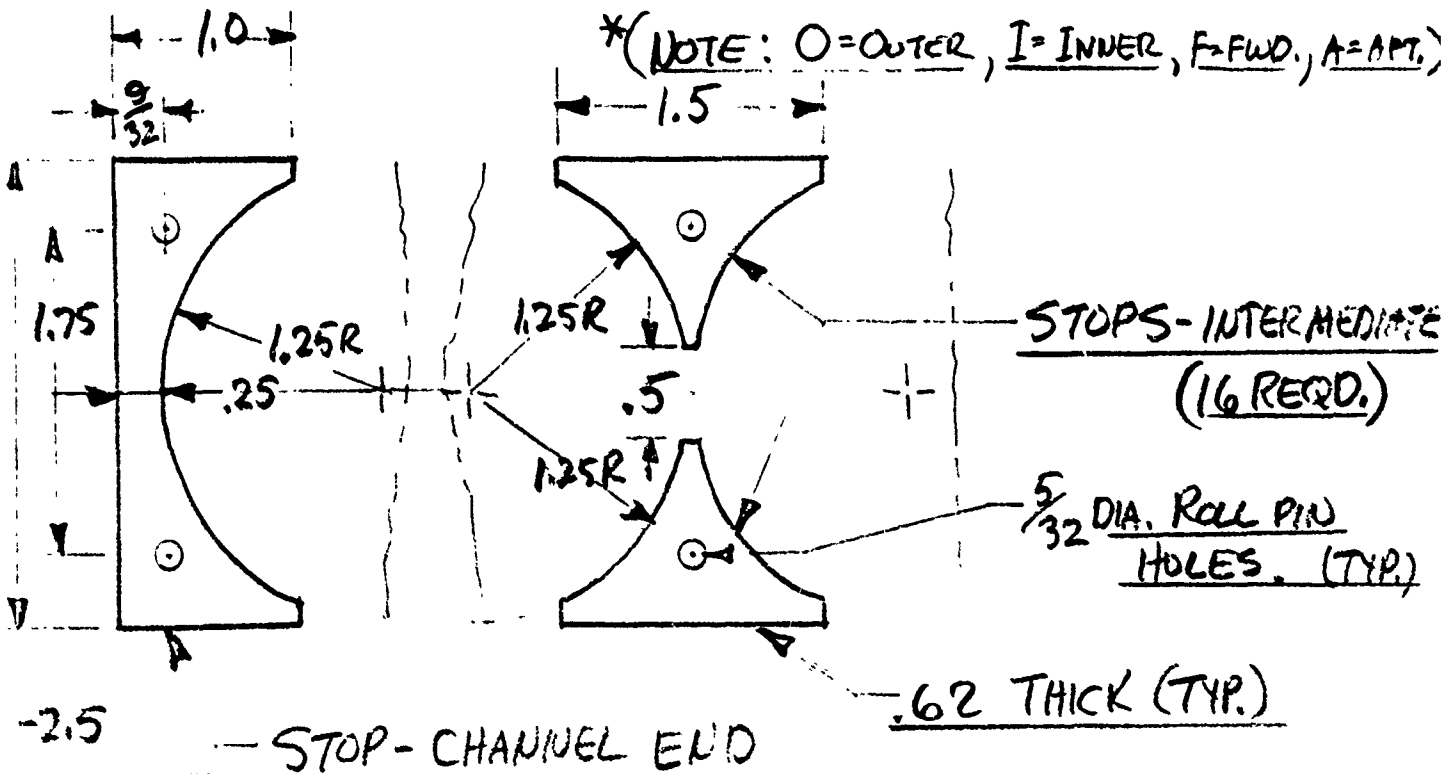 1.0
*(NOTE: O=OUTER, I=INNER, F=FWD., A=AFT.)
9/32
1.5
1.75
1.25R
.25
1.25R
.5
1.25R
STOPS-INTERMEDIATE
(16 REQD.)
5/32 DIA. ROLL PIN
HOLES. (TYP.)
.62 THICK (TYP.)
-2.5
STOP-CHANNEL END